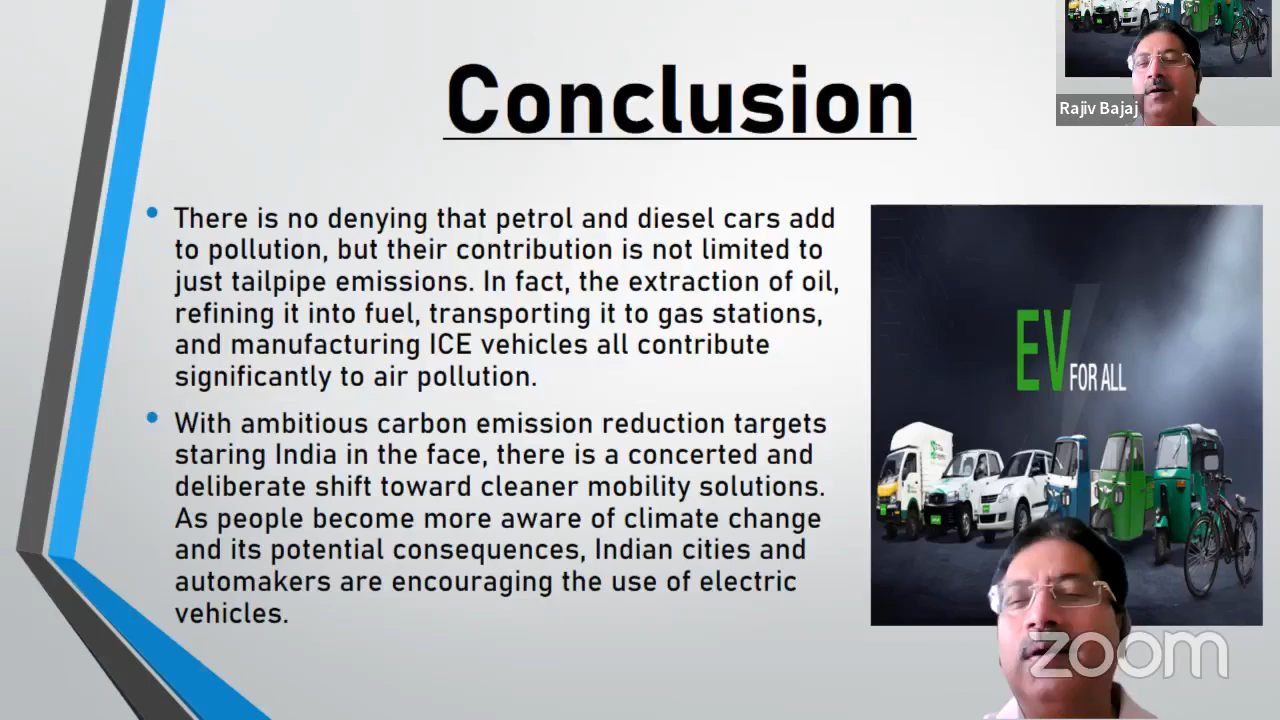 Conclusion
Rajiv Bajaj
• There is no denying that petrol and diesel cars add
to pollution, but their contribution is not limited to
just tailpipe emissions. In fact, the extraction of oil,
refining it into fuel, transporting it to gas stations,
and manufacturing ICE vehicles all contribute
significantly to air pollution.
• With ambitious carbon emission reduction targets
staring India in the face, there is a concerted and
deliberate shift toward cleaner mobility solutions.
As people become more aware of climate change
and its potential consequences, Indian cities and
automakers are encouraging the use of electric
vehicles.
EV FOR ALL
zoom